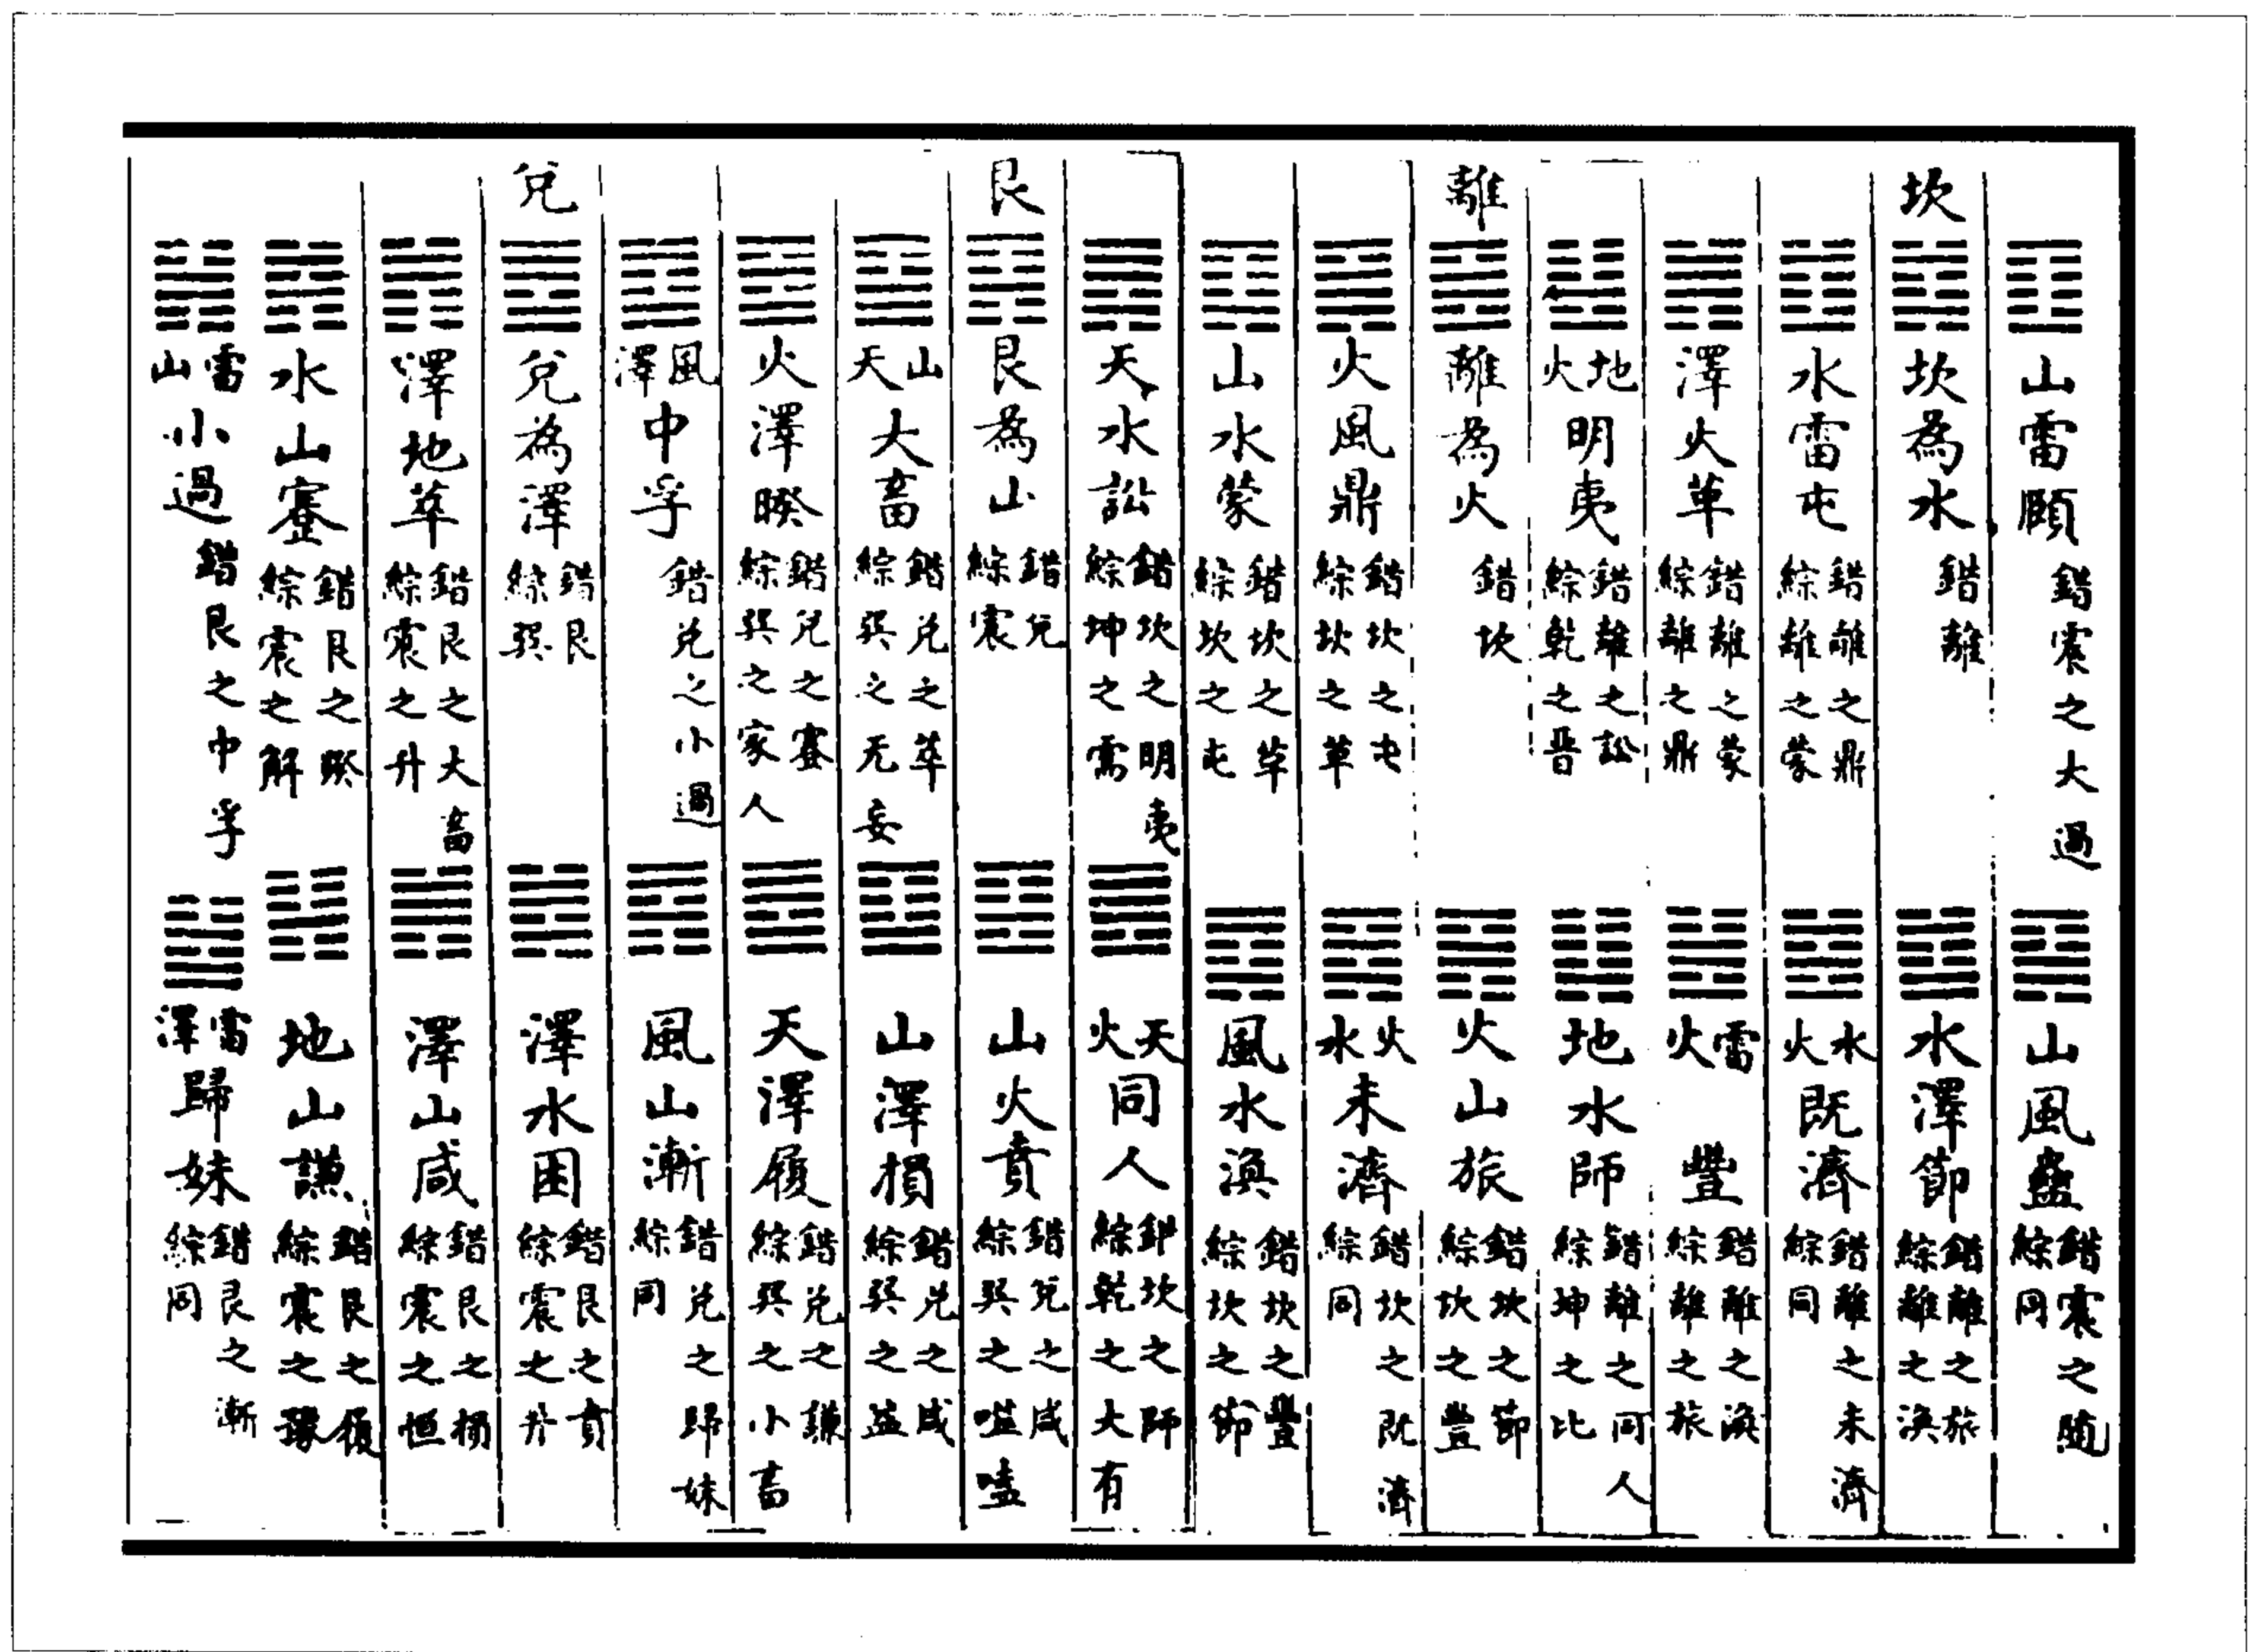 山雷頤 錯震之大過 山風蠱 錯震之隨 綜同
坎 坎為水 錯離 水澤節 錯離之旅 綜離之渙
水雷屯 錯離之鼎 綜離之蒙 水火既濟 錯離之未濟 綜同
澤火革 錯離之蒙 綜離之鼎 雷火豐 錯離之渙 綜離之旅
地火明夷 錯離之訟 綜乾之晉 地水師 錯離之同人 綜坤之比
離 離為火 錯坎 火山旅 錯坎之節 綜坎之豐
火風鼎 錯坎之屯 綜坎之革 火水未濟 錯坎之既濟 綜同
山水蒙 錯坎之革 綜坎之屯 風水渙 錯坎之豐 綜坎之節
天水訟 錯坎之明夷 綜坤之需 天火同人 錯坎之師 綜乾之大有
艮 艮為山 錯兌 綜震 山火賁 錯兌之咸 綜巽之噬嗑
山天大畜 錯兌之萃 綜巽之无妄 山澤損 錯兌之咸 綜巽之益
火澤睽 錯兌之蹇 綜巽之家人 天澤履 錯兌之謙 綜巽之小畜
風澤中孚 錯兌之小過 風山漸 錯兌之歸妹 綜同
兌 兌為澤 錯艮 綜巽 澤水困 錯艮之賁 綜震之升
澤地萃 錯艮之大畜 綜震之升 澤山咸 錯艮之損 綜震之恒
水山蹇 錯艮之睽 綜震之解 地山謙 錯艮之履 綜震之豫
雷山小過 錯艮之中孚 雷澤歸妹 錯艮之漸 綜同